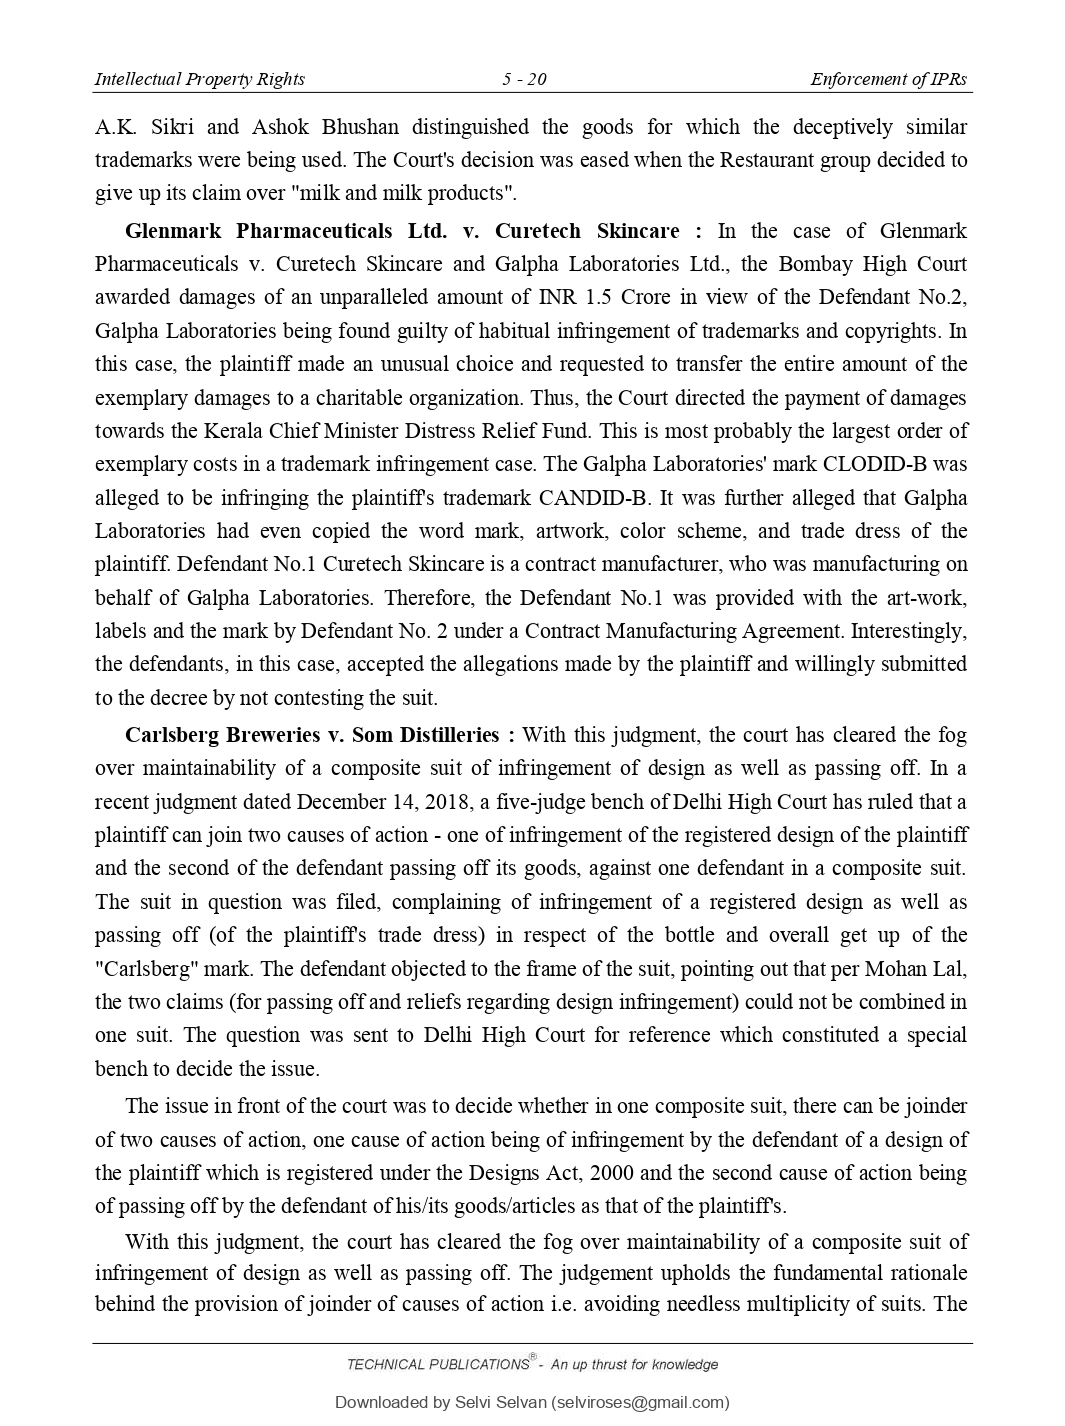 Intellectual Property Rights 5 - 20 Enforcement of IPRs
A.K. Sikri and Ashok Bhushan distinguished the goods for which the deceptively similar
trademarks were being used. The Court's decision was eased when the Restaurant group decided to
give up its claim over "milk and milk products".
Glenmark Pharmaceuticals Ltd. v. Curetech Skincare : In the case of Glenmark
Pharmaceuticals v. Curetech Skincare and Galpha Laboratories Ltd., the Bombay High Court
awarded damages of an unparalleled amount of INR 1.5 Crore in view of the Defendant No.2,
Galpha Laboratories being found guilty of habitual infringement of trademarks and copyrights. In
this case, the plaintiff made an unusual choice and requested to transfer the entire amount of the
exemplary damages to a charitable organization. Thus, the Court directed the payment of damages
towards the Kerala Chief Minister Distress Relief Fund. This is most probably the largest order of
exemplary costs in a trademark infringement case. The Galpha Laboratories' mark CLODID-B was
alleged to be infringing the plaintiff's trademark CANDID-B. It was further alleged that Galpha
Laboratories had even copied the word mark, artwork, color scheme, and trade dress of the
plaintiff. Defendant No.1 Curetech Skincare is a contract manufacturer, who was manufacturing on
behalf of Galpha Laboratories. Therefore, the Defendant No.1 was provided with the art-work,
labels and the mark by Defendant No. 2 under a Contract Manufacturing Agreement. Interestingly,
the defendants, in this case, accepted the allegations made by the plaintiff and willingly submitted
to the decree by not contesting the suit.
Carlsberg Breweries v. Som Distilleries : With this judgment, the court has cleared the fog
over maintainability of a composite suit of infringement of design as well as passing off. In a
recent judgment dated December 14, 2018, a five-judge bench of Delhi High Court has ruled that a
plaintiff can join two causes of action - one of infringement of the registered design of the plaintiff
and the second of the defendant passing off its goods, against one defendant in a composite suit.
The suit in question was filed, complaining of infringement of a registered design as well as
passing off (of the plaintiff's trade dress) in respect of the bottle and overall get up of the
"Carlsberg" mark. The defendant objected to the frame of the suit, pointing out that per Mohan Lal,
the two claims (for passing off and reliefs regarding design infringement) could not be combined in
one suit. The question was sent to Delhi High Court for reference which constituted a special
bench to decide the issue.
The issue in front of the court was to decide whether in one composite suit, there can be joinder
of two causes of action, one cause of action being of infringement by the defendant of a design of
the plaintiff which is registered under the Designs Act, 2000 and the second cause of action being
of passing off by the defendant of his/its goods/articles as that of the plaintiff's.
With this judgment, the court has cleared the fog over maintainability of a composite suit of
infringement of design as well as passing off. The judgement upholds the fundamental rationale
behind the provision of joinder of causes of action i.e. avoiding needless multiplicity of suits. The
TECHNICAL PUBLICATIONS® - An up thrust for knowledge
Downloaded by Selvi Selvan (selviroses@gmail.com)